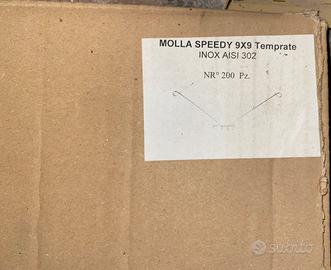 MOLLA SPEEDY 9X9 Temprate
INOX AISI 302
NR° 200 Pz.
subito